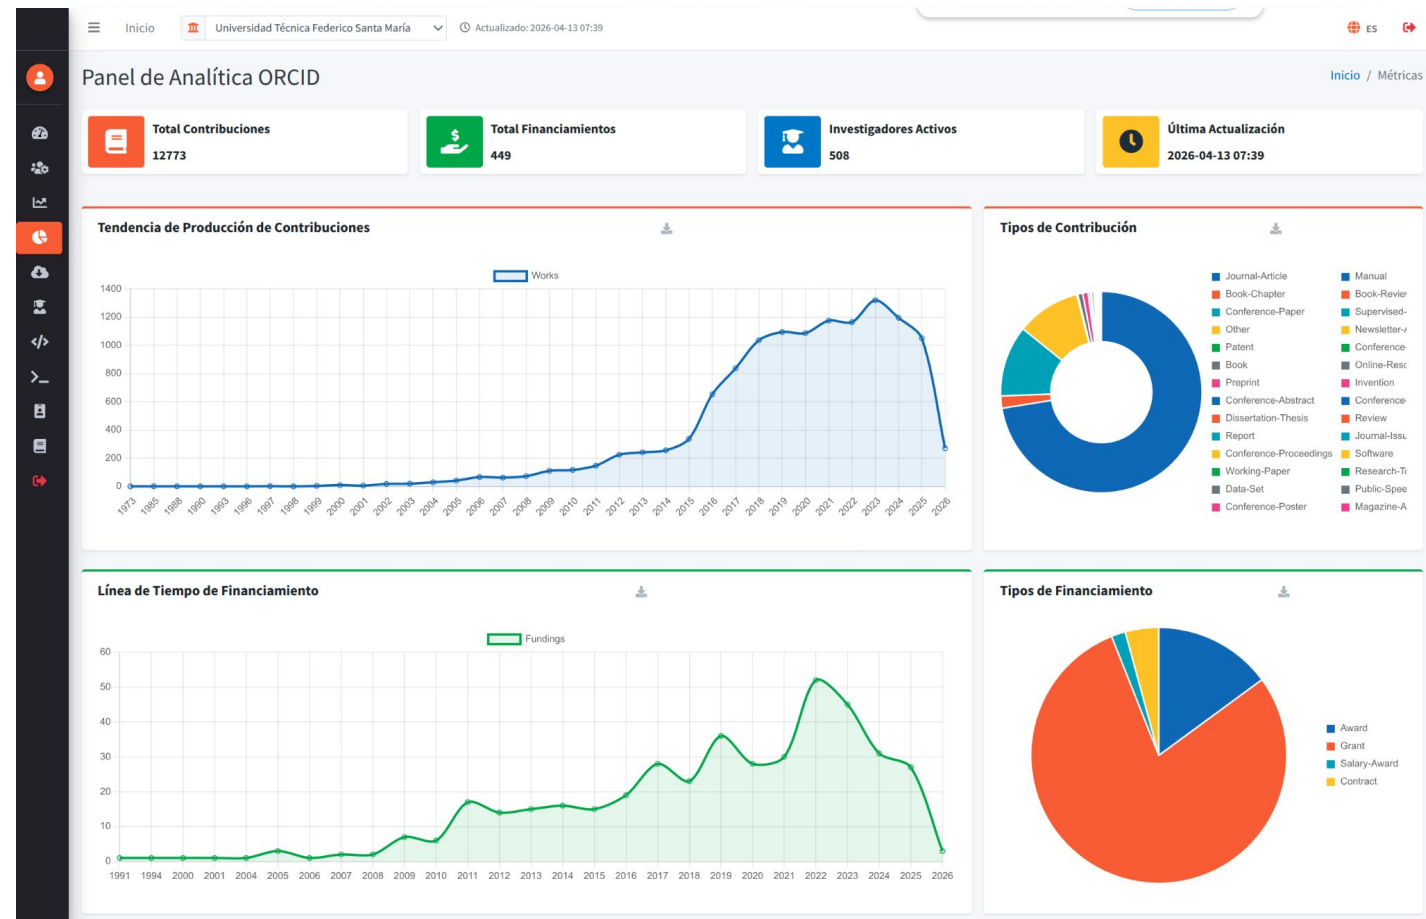 Inicio
Universidad Técnica Federico Santa María
Actualizado: 2026-04-13 07:39
ES
Panel de Analítica ORCID
Inicio / Métricas
Total Contribuciones
12773
Total Financiamientos
449
Investigadores Activos
508
Última Actualización
2026-04-13 07:39
Tendencia de Producción de Contribuciones
Works
1400
1200
1000
800
600
400
200
0
1973 1985 1988 1990 1993 1996 1997 1998 1999 2000 2001 2002 2003 2004 2005 2006 2007 2008 2009 2010 2011 2012 2013 2014 2015 2016 2017 2018 2019 2020 2021 2022 2023 2024 2025 2026
Tipos de Contribución
Journal-Article
Book-Chapter
Conference-Paper
Other
Patent
Book
Preprint
Conference-Abstract
Dissertation-Thesis
Report
Conference-Proceedings
Working-Paper
Data-Set
Conference-Poster
Manual
Book-Review
Supervised-
Newsletter-
Conference-
Online-Reso
Invention
Conference-
Review
Journal-Issu
Software
Research-Te
Public-Spee
Magazine-A
Línea de Tiempo de Financiamiento
Fundings
60
50
40
30
20
10
0
1991 1994 2000 2001 2004 2005 2006 2007 2008 2009 2010 2011 2012 2013 2014 2015 2016 2017 2018 2019 2020 2021 2022 2023 2024 2025 2026
Tipos de Financiamiento
Award
Grant
Salary-Award
Contract